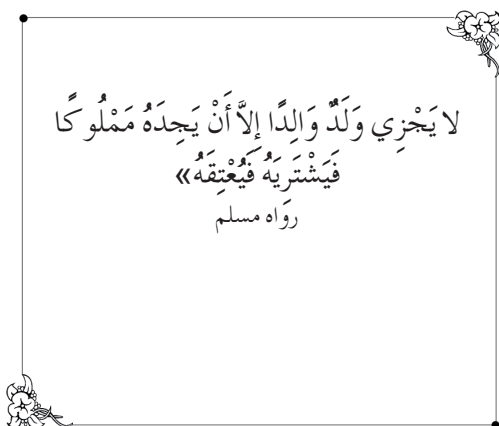 لا يَجْزِي وَلَدٌ وَالِدًا إِلاَّ أَنْ يَجِدَهُ مَمْلُوكًا
فَيَشْتَرِيَهُ فَيُعْتِقَهُ»
رواه مسلم